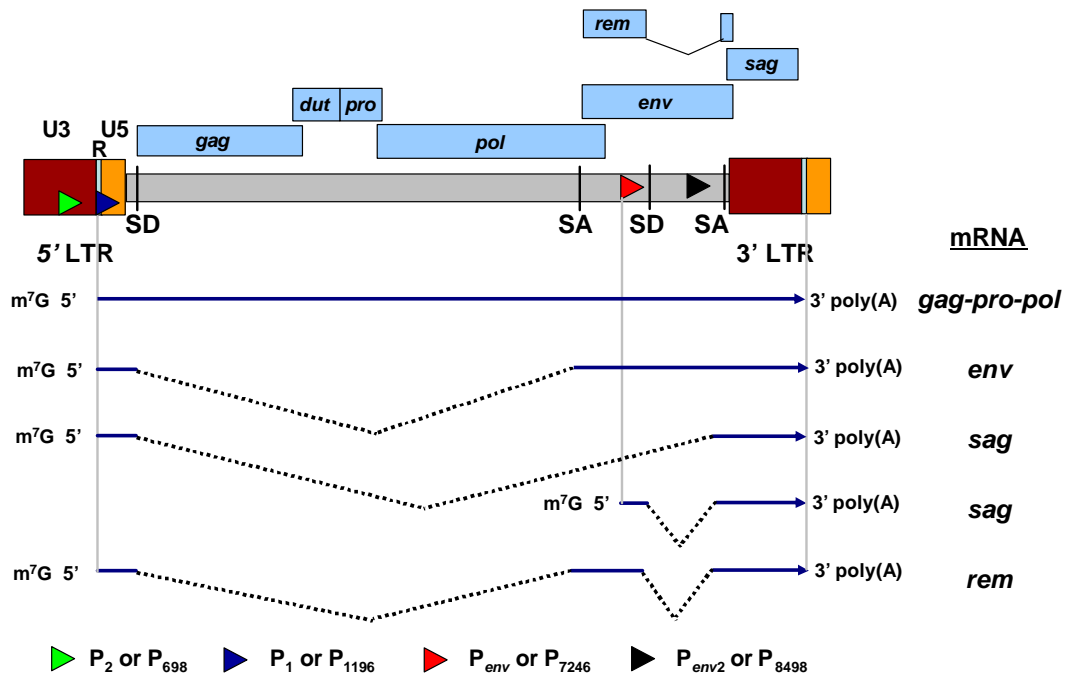 rem
sag
dut pro env
U3 U5
R gag pol
SD SA SD SA
5’ LTR 3’ LTR
mRNA
m7G 5’ 3’ poly(A) gag-pro-pol
m7G 5’ 3’ poly(A) env
m7G 5’ 3’ poly(A) sag
m7G 5’ 3’ poly(A) sag
m7G 5’ 3’ poly(A) rem
P2 or P698 P1 or P1196 Penv or P7246 Penv2 or P8498